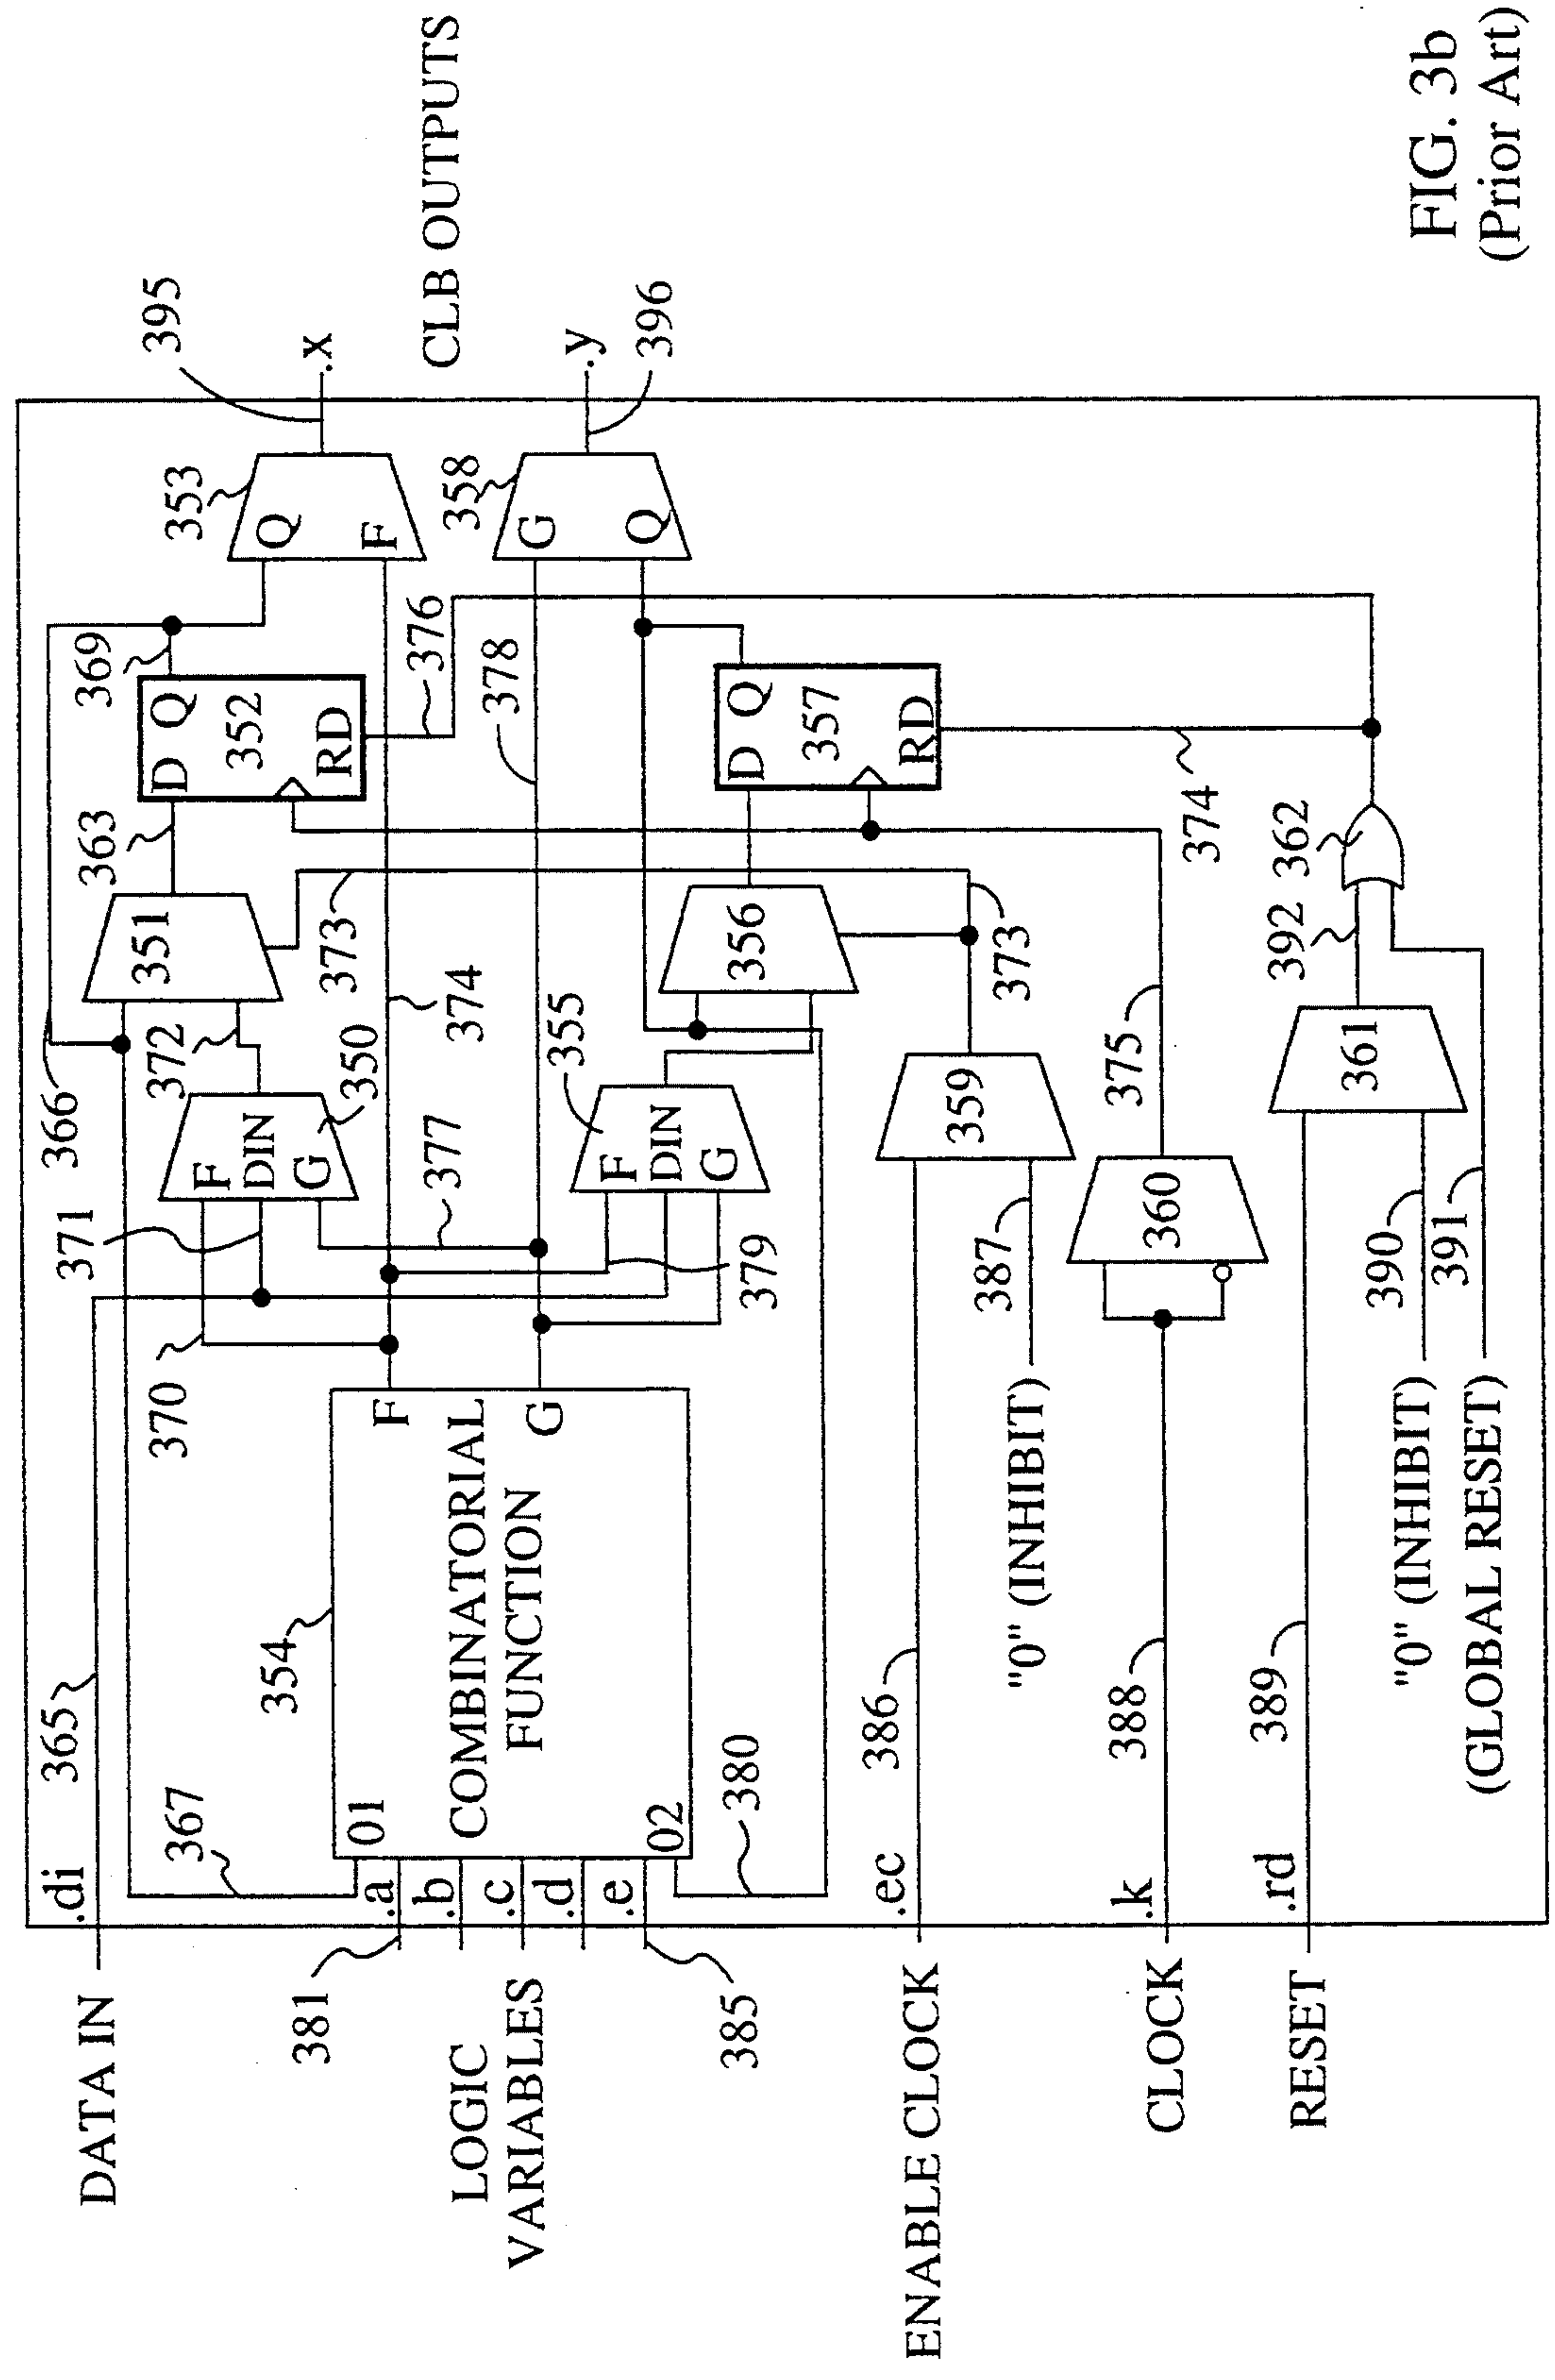 DATA IN
.di
365
367
354
01
.a
.b
.c
.d
.e
02
381
LOGIC
VARIABLES
385
COMBINATORIAL
FUNCTION
F
G
380
366
370
371
372
F
DIN
G
350
377
374
379
355
F
DIN
G
351
363
373
D Q
352
RD
369
376
378
353
Q
F
395
.x
CLB OUTPUTS
358
G
Q
.y
396
356
D Q
357
RD
374
373
ENABLE CLOCK
.ec
386
359
387
"0" (INHIBIT)
CLOCK
.k
388
360
375
RESET
.rd
389
361
390
"0" (INHIBIT)
391
(GLOBAL RESET)
392
362
FIG. 3b
(Prior Art)